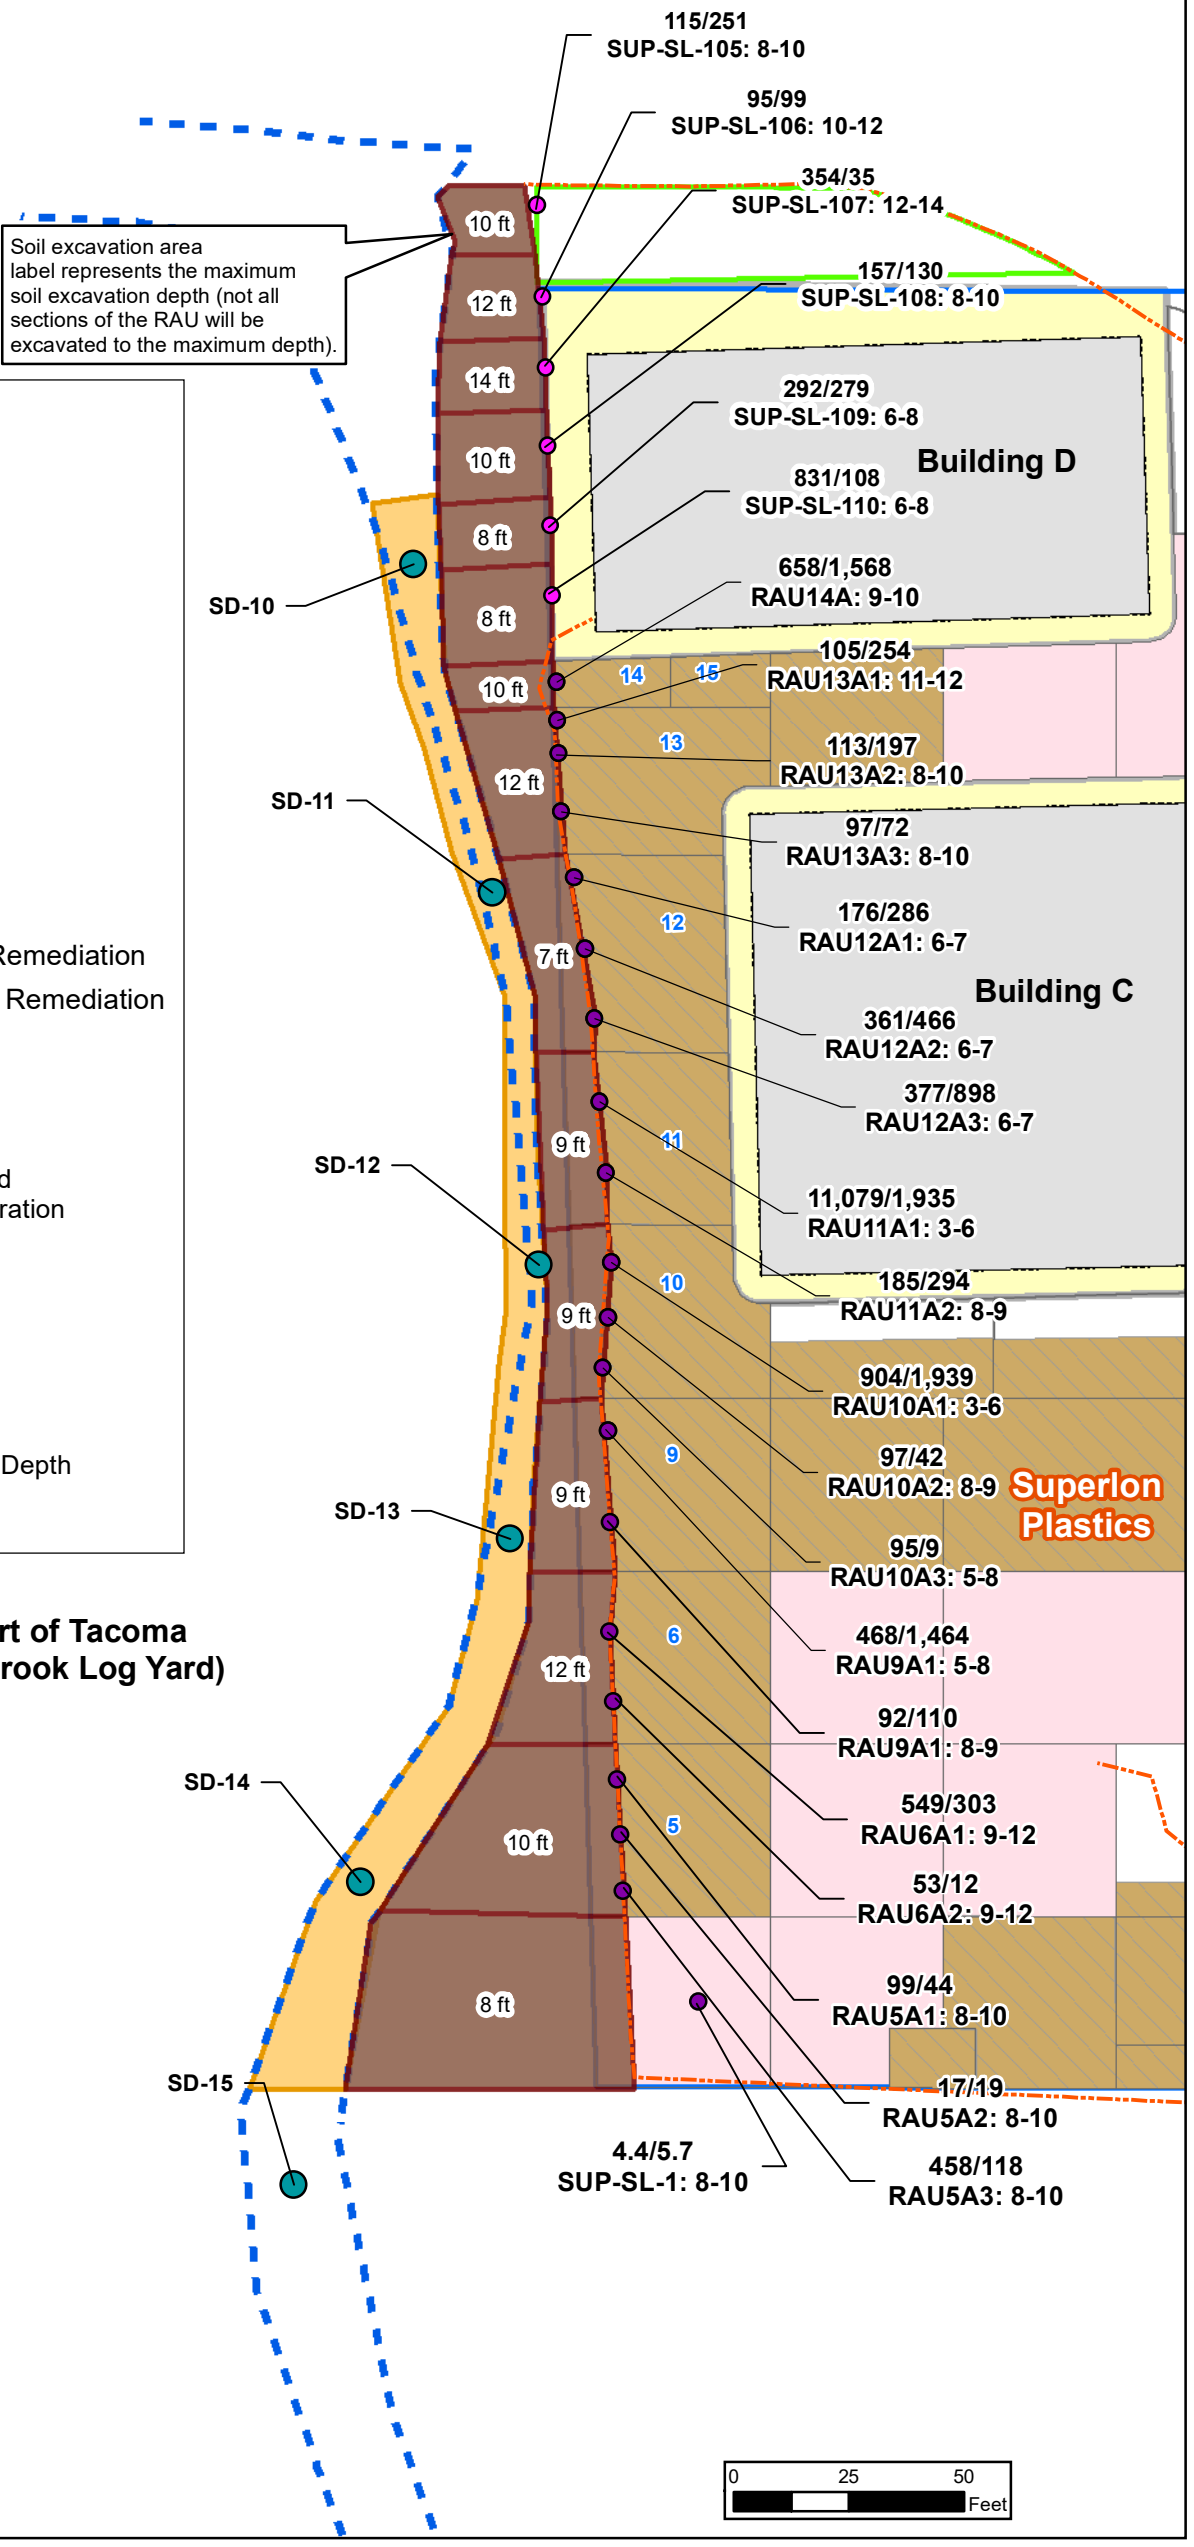 115/251
SUP-SL-105: 8-10
95/99
SUP-SL-106: 10-12
354/35
SUP-SL-107: 12-14
10 ft
Soil excavation area
label represents the maximum
soil excavation depth (not all
sections of the RAU will be
excavated to the maximum depth).
157/130
SUP-SL-108: 8-10
12 ft
14 ft
292/279
SUP-SL-109: 6-8
10 ft
Building D
831/108
SUP-SL-110: 6-8
8 ft
658/1,568
RAU14A: 9-10
SD-10
8 ft
105/254
RAU13A1: 11-12
14
15
10 ft
13
113/197
RAU13A2: 8-10
12 ft
SD-11
97/72
RAU13A3: 8-10
176/286
RAU12A1: 6-7
12
Remediation
7 ft
Remediation
Building C
361/466
RAU12A2: 6-7
377/898
RAU12A3: 6-7
9 ft
11
SD-12
d
ration
11,079/1,935
RAU11A1: 3-6
10
185/294
RAU11A2: 8-9
9 ft
904/1,939
RAU10A1: 3-6
9
97/42
RAU10A2: 8-9
Depth
Superlon
Plastics
9 ft
SD-13
95/9
RAU10A3: 5-8
rt of Tacoma
rook Log Yard)
6
468/1,464
RAU9A1: 5-8
12 ft
92/110
RAU9A1: 8-9
SD-14
549/303
RAU6A1: 9-12
5
10 ft
53/12
RAU6A2: 9-12
99/44
RAU5A1: 8-10
8 ft
SD-15
17/19
RAU5A2: 8-10
4.4/5.7
SUP-SL-1: 8-10
458/118
RAU5A3: 8-10
0 25 50
Feet